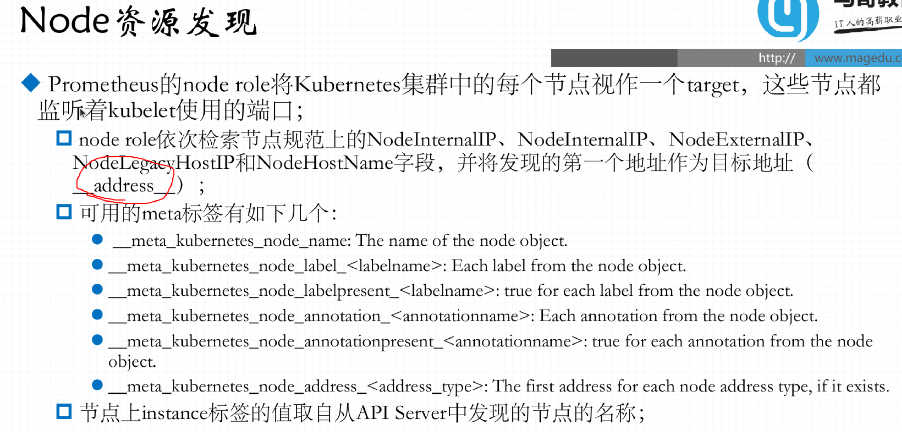 Node资源发现
IT人的高薪职业
http://
www.magedu.c
Prometheus的node role将Kubernetes集群中的每个节点视作一个target，这些节点都
监听着kubelet使用的端口；
node role依次检索节点规范上的NodeInternalIP、NodeInternalIP、NodeExternalIP、
NodeLegacyHostIP和NodeHostName字段，并将发现的第一个地址作为目标地址（
__address__）；
可用的meta标签有如下几个：
__meta_kubernetes_node_name: The name of the node object.
__meta_kubernetes_node_label_<labelname>: Each label from the node object.
__meta_kubernetes_node_labelpresent_<labelname>: true for each label from the node object.
__meta_kubernetes_node_annotation_<annotationname>: Each annotation from the node object.
__meta_kubernetes_node_annotationpresent_<annotationname>: true for each annotation from the node
object.
__meta_kubernetes_node_address_<address_type>: The first address for each node address type, if it exists.
节点上instance标签的值取自从API Server中发现的节点的名称；